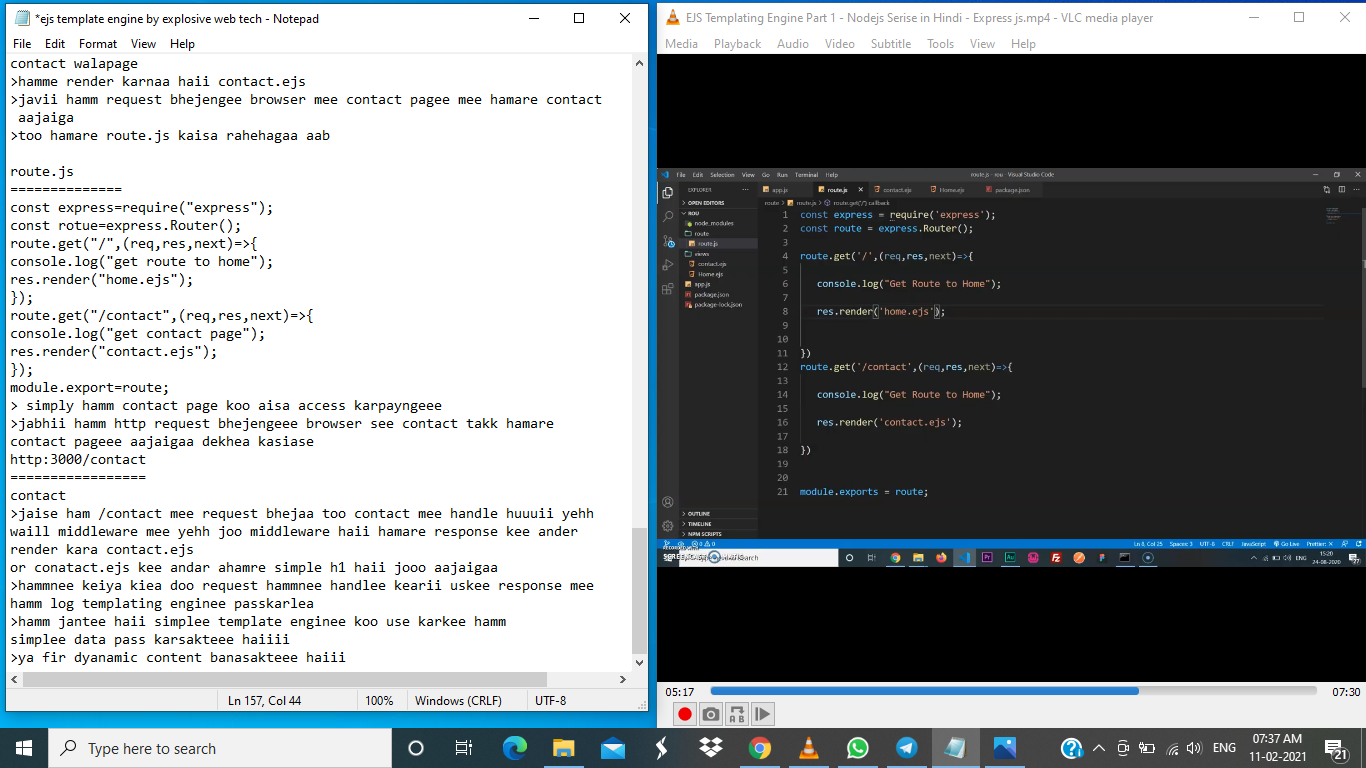 *ejs template engine by explosive web tech - Notepad
File Edit Format View Help
contact walapage
>hamme render karnaa haii contact.ejs
>javii hamm request bhejengee browser mee contact pagee mee hamare contact
aajaiga
>too hamare route.js kaisa rahehagaa aab
route.js
==============
const express=require("express");
const rotue=express.Router();
route.get("/",(req,res,next)=>{
console.log("get route to home");
res.render("home.ejs");
});
route.get("/contact",(req,res,next)=>{
console.log("get contact page");
res.render("contact.ejs");
});
module.export=route;
> simply hamm contact page koo aisa access karpayngeee
>jabhii hamm http request bhejengeee browser see contact takk hamare
contact pageee aajaigaa dekhea kasiase
http:3000/contact
=================
contact
>jaise ham /contact mee request bhejaa too contact mee handle huuuii yehh
waill middleware mee yehh joo middleware haii hamare response kee ander
render kara contact.ejs
or conatact.ejs kee andar ahamre simple h1 haii jooo aajaigaa
>hammnee keiya kiea doo request hammnee handlee kearii uskee response mee
hamm log templating enginee passkarlea
>hamm jantee haii simplee template enginee koo use karkee hamm
simplee data pass karsakteee haiiii
>ya fir dyanamic content banasakteee haiii
Ln 157, Col 44 100% Windows (CRLF) UTF-8
EJS Templating Engine Part 1 - Nodejs Serise in Hindi - Express js.mp4 - VLC media player
Media Playback Audio Video Subtitle Tools View Help
File Edit Selection View Go Run Terminal Help route.js - rou - Visual Studio Code
EXPLORER ... app.js route.js contact.ejs Home.ejs package.json
OPEN EDITORS
ROU
node_modules
route
route.js
views
contact.ejs
Home.ejs
app.js
package.json
package-lock.json
OUTLINE
TIMELINE
NPM SCRIPTS
route > route.js > route.get('/') callback
1 const express = require('express');
2 const route = express.Router();
3
4 route.get('/',(req,res,next)=>{
5
6 console.log("Get Route to Home");
7
8 res.render('home.ejs');
9
10
11 })
12 route.get('/contact',(req,res,next)=>{
13
14 console.log("Get Route to Home");
15
16 res.render('contact.ejs');
17
18 })
19
20
21 module.exports = route;
0 0 Ln 8, Col 25 Spaces: 3 UTF-8 CRLF JavaScript Go Live Prettier: X
RECORDED WITH
search
ENG 15:20
24-08-2020
05:17 07:30
Type here to search
ENG 07:37 AM
11-02-2021
21